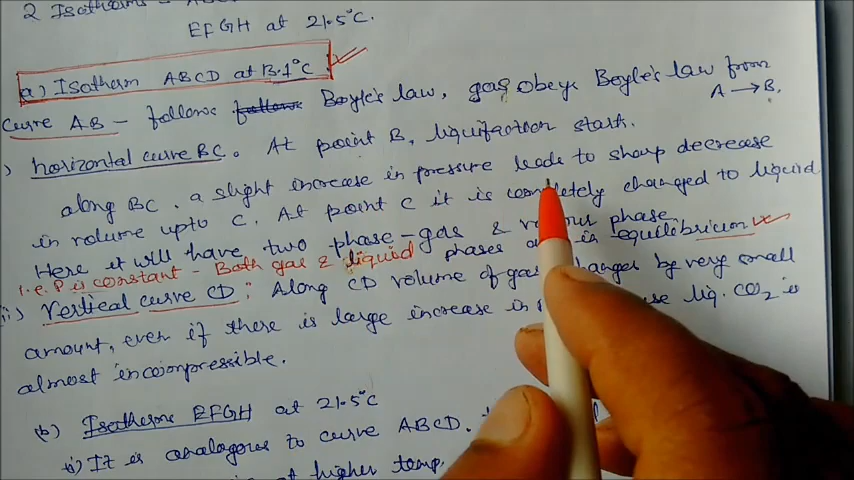 2 Isotherms - ABC
EFGH at 21.5°c.
a) Isotherm ABCD at 13.1°C.
Curve AB - follows Boyle's law, gas obeys Boyle's law from A → B.
) horizontal curve BC. At point B, liquifaction starts.
along BC. a slight increase in pressure leads to sharp decrease
in volume upto C. At point C it is completely changed to liquid
Here it will have two phase-gas & phase.
i.e P is constant - Both gas & liquid phases are in equilibrium
ii) Vertical curve CD: Along CD volume of gas changes by very small
amount, even if there is large increase in liq. CO2 is
almost incompressible.
(b) Isotherm EFGH at 21.5°C
i) It is analogous to curve ABCD.
at higher temp.